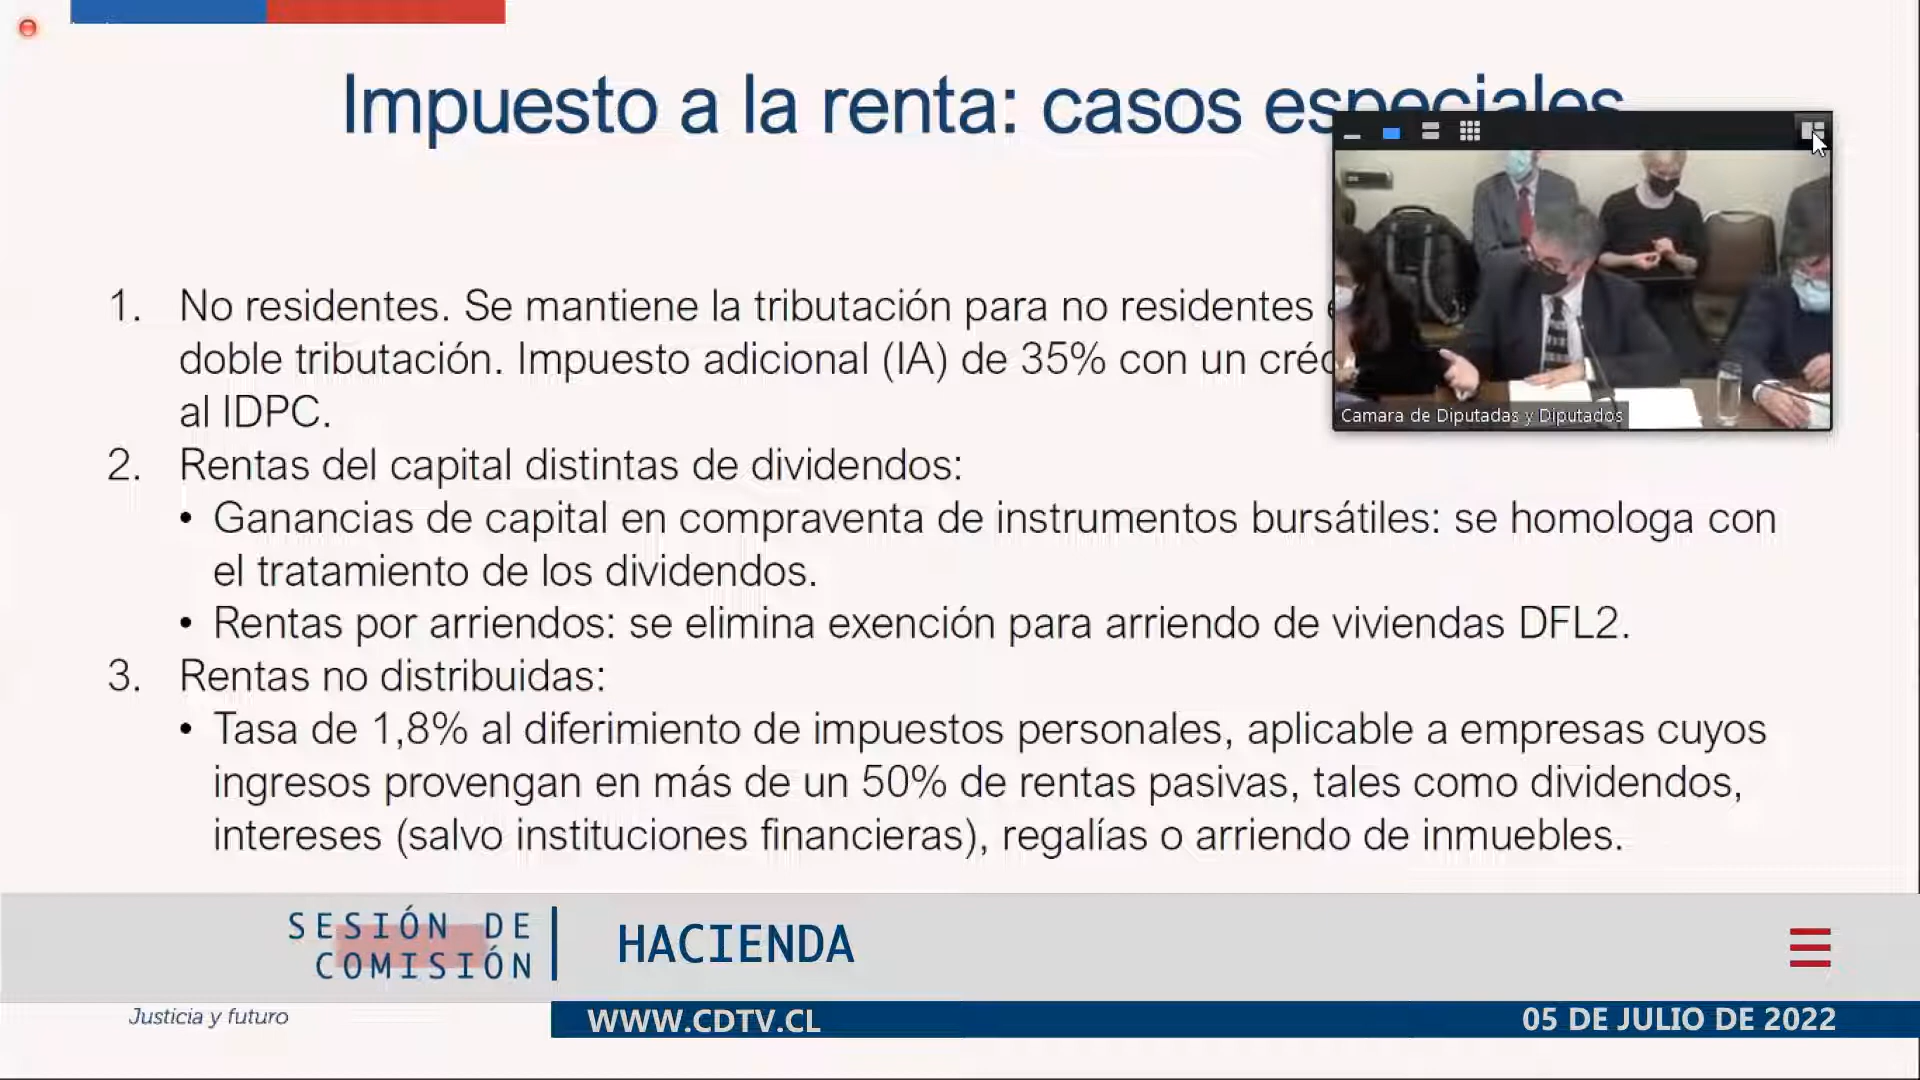 Impuesto a la renta: casos especiales
1. No residentes. Se mantiene la tributación para no residentes
doble tributación. Impuesto adicional (IA) de 35% con un
al IDPC.
2. Rentas del capital distintas de dividendos:
• Ganancias de capital en compraventa de instrumentos bursátiles: se homologa con
el tratamiento de los dividendos.
• Rentas por arriendos: se elimina exención para arriendo de viviendas DFL2.
3. Rentas no distribuidas:
• Tasa de 1,8% al diferimiento de impuestos personales, aplicable a empresas cuyos
ingresos provengan en más de un 50% de rentas pasivas, tales como dividendos,
intereses (salvo instituciones financieras), regalías o arriendo de inmuebles.
Camara de Diputadas y Diputados
SESIÓN DE
COMISIÓN
HACIENDA
Justicia y futuro
WWW.CDTV.CL
05 DE JULIO DE 2022